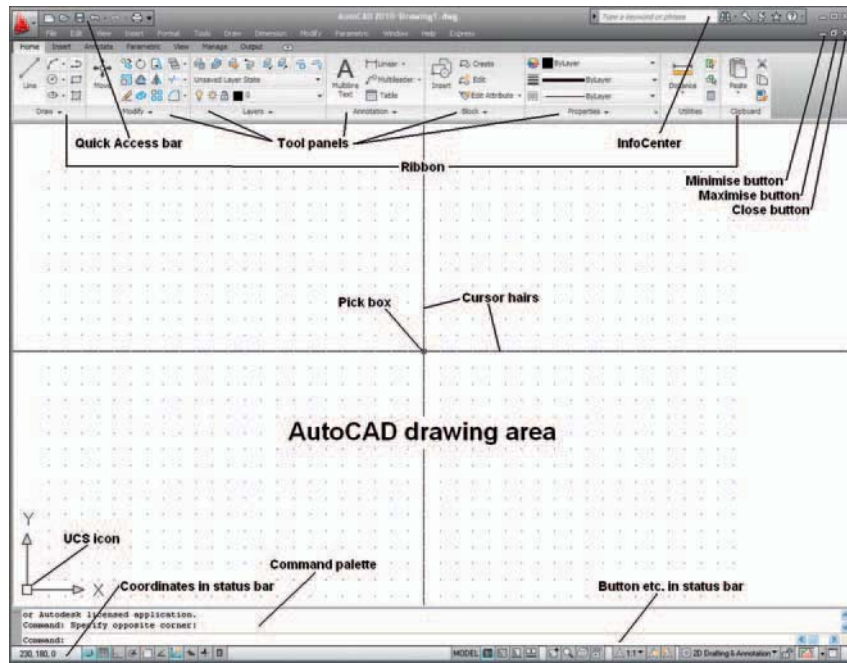 AutoCAD 2010 Drawing1.dwg
Type a keyword or phrase
File Edit View Insert Format Tools Draw Dimension Modify Parametric Window Help Express
Home Insert Annotate Parametric View Manage Output
Line
Move
Unsaved Layer State
0
Multiline Text
Linear
Multileader
Table
Insert
Create
Edit
Edit Attribute
ByLayer
ByLayer
ByLayer
Distance
Paste
Draw Modify Layers Annotation Block Properties Utilities Clipboard
Quick Access bar
Tool panels
InfoCenter
Ribbon
Minimise button
Maximise button
Close button
Pick box
Cursor hairs
AutoCAD drawing area
Y
UCS icon
X
Command palette
Coordinates in status bar
Button etc. in status bar
or Autodesk licensed application.
Command: Specify opposite corner:
Command:
230, 180, 0
MODEL
1:1
2D Drafting & Annotation